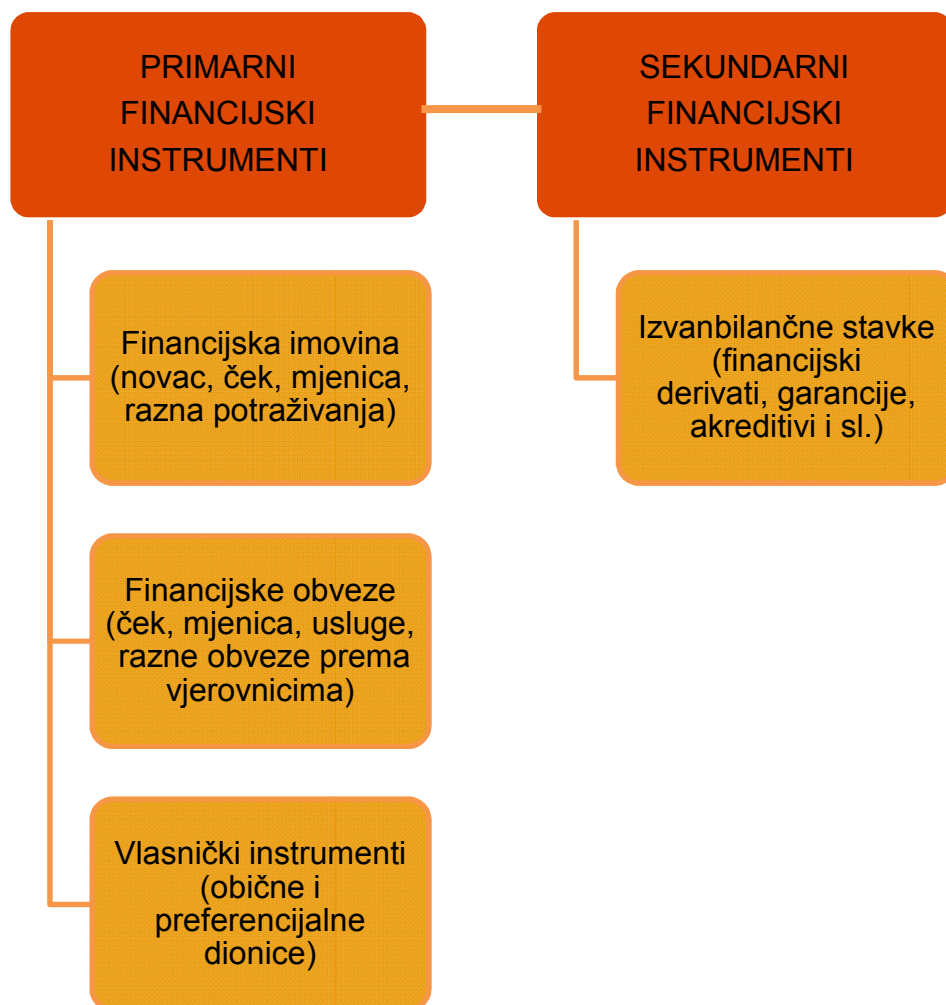 PRIMARNI
FINANCIJSKI
INSTRUMENTI
Financijska imovina
(novac, ček, mjenica,
razna potraživanja)
Financijske obveze
(ček, mjenica, usluge,
razne obveze prema
vjerovnicima)
Vlasnički instrumenti
(obične i
preferencijalne
dionice)
SEKUNDARNI
FINANCIJSKI
INSTRUMENTI
Izvanbilančne stavke
(financijski
derivati, garancije,
akreditivi i sl.)